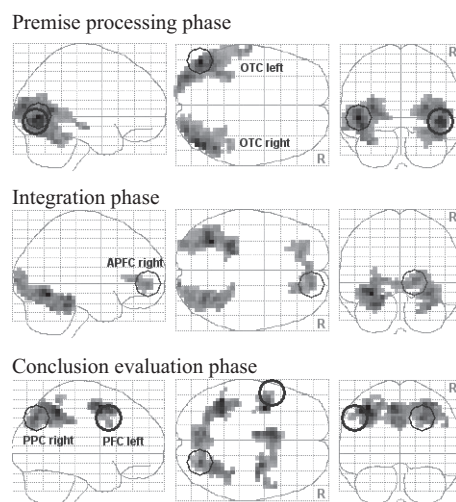 Premise processing phase
R
OTC left
OTC right
R
Integration phase
R
APFC right
R
Conclusion evaluation phase
R
PPC right
PFC left
R